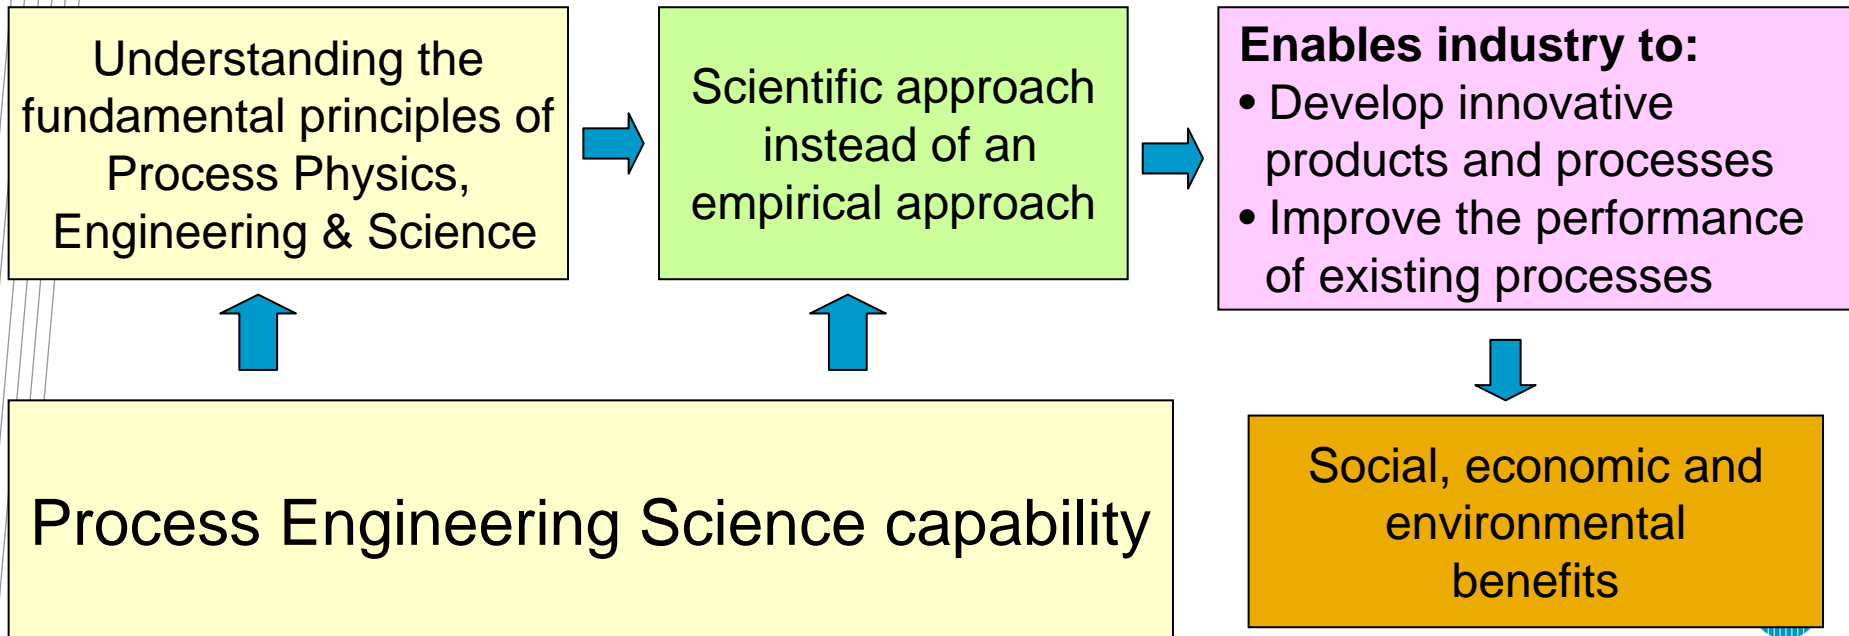 Understanding the
fundamental principles of
Process Physics,
Engineering & Science
Scientific approach
instead of an
empirical approach
Enables industry to:
• Develop innovative
products and processes
• Improve the performance
of existing processes
Process Engineering Science capability
Social, economic and
environmental
benefits